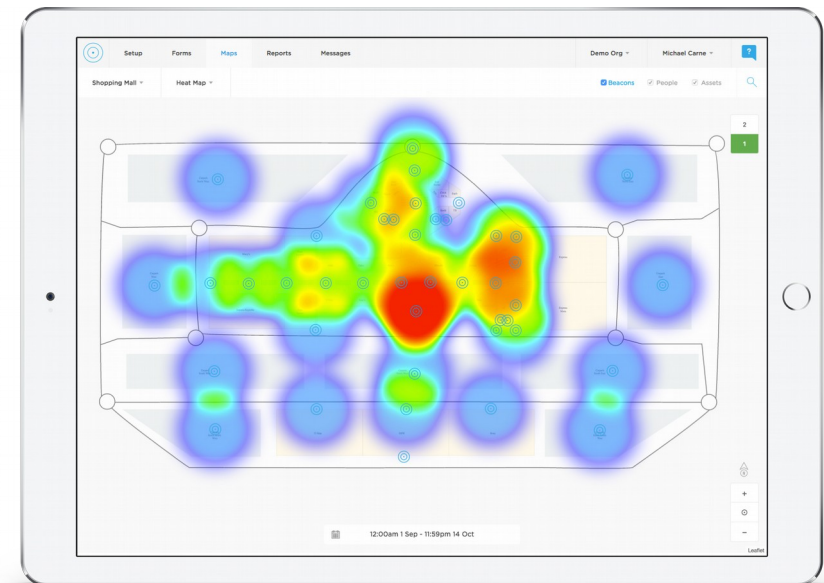 Setup Forms Maps Reports Messages Demo Org Michael Carne ?
Shopping Mall Heat Map Beacons People Assets
2
1
12:00am 1 Sep - 11:59pm 14 Oct
+
−
Leaflet